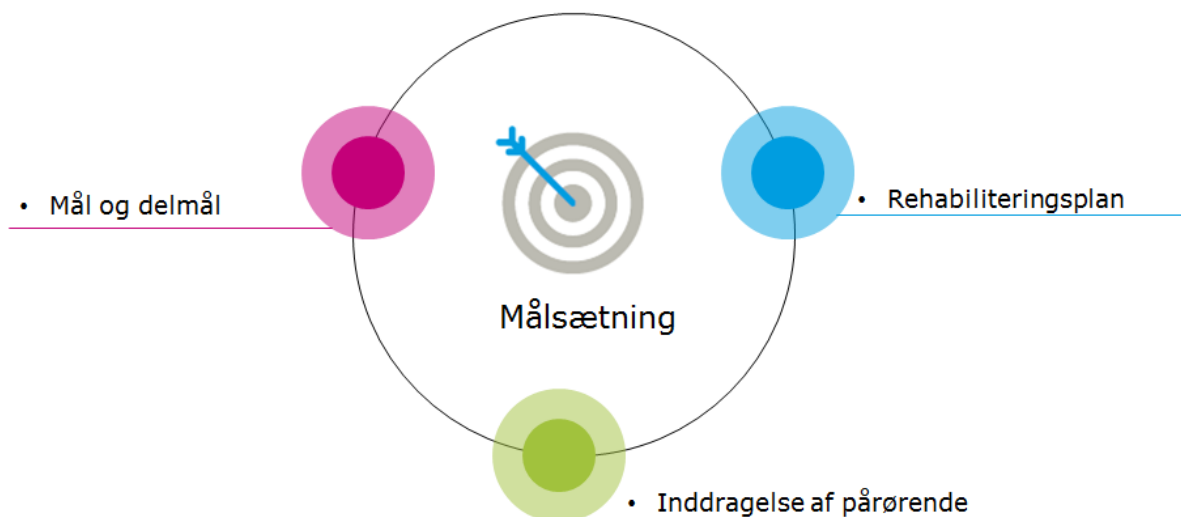 • Mål og delmål
• Rehabiliteringsplan
Målsætning
• Inddragelse af pårørende